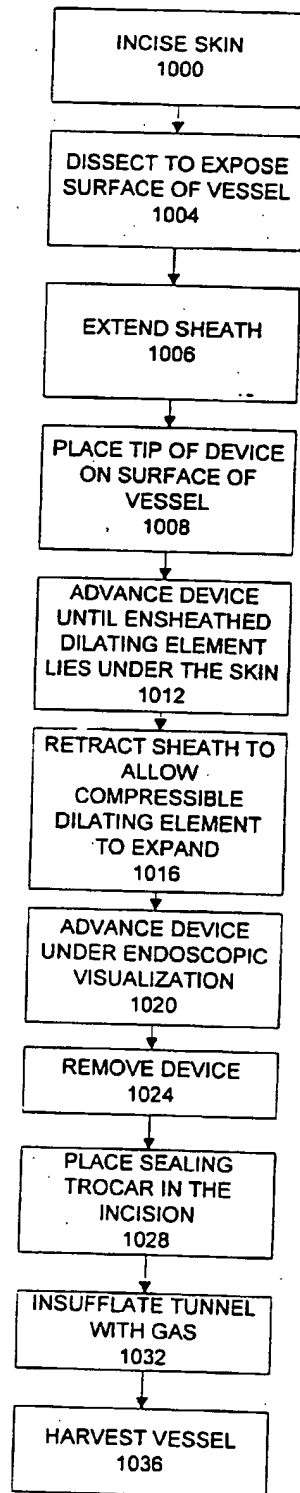 INCISE SKIN
1000
DISSECT TO EXPOSE
SURFACE OF VESSEL
1004
EXTEND SHEATH
1006
PLACE TIP OF DEVICE
ON SURFACE OF
VESSEL
1008
ADVANCE DEVICE
UNTIL ENSHEATHED
DILATING ELEMENT
LIES UNDER THE SKIN
1012
RETRACT SHEATH TO
ALLOW
COMPRESSIBLE
DILATING ELEMENT
TO EXPAND
1016
ADVANCE DEVICE
UNDER ENDOSCOPIC
VISUALIZATION
1020
REMOVE DEVICE
1024
PLACE SEALING
TROCAR IN THE
INCISION
1028
INSUFFLATE TUNNEL
WITH GAS
1032
HARVEST VESSEL
1036